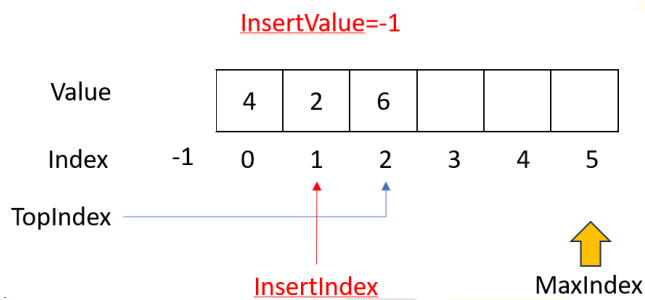 InsertValue=-1
Value 4 2 6
Index -1 0 1 2 3 4 5
TopIndex
InsertIndex
MaxIndex